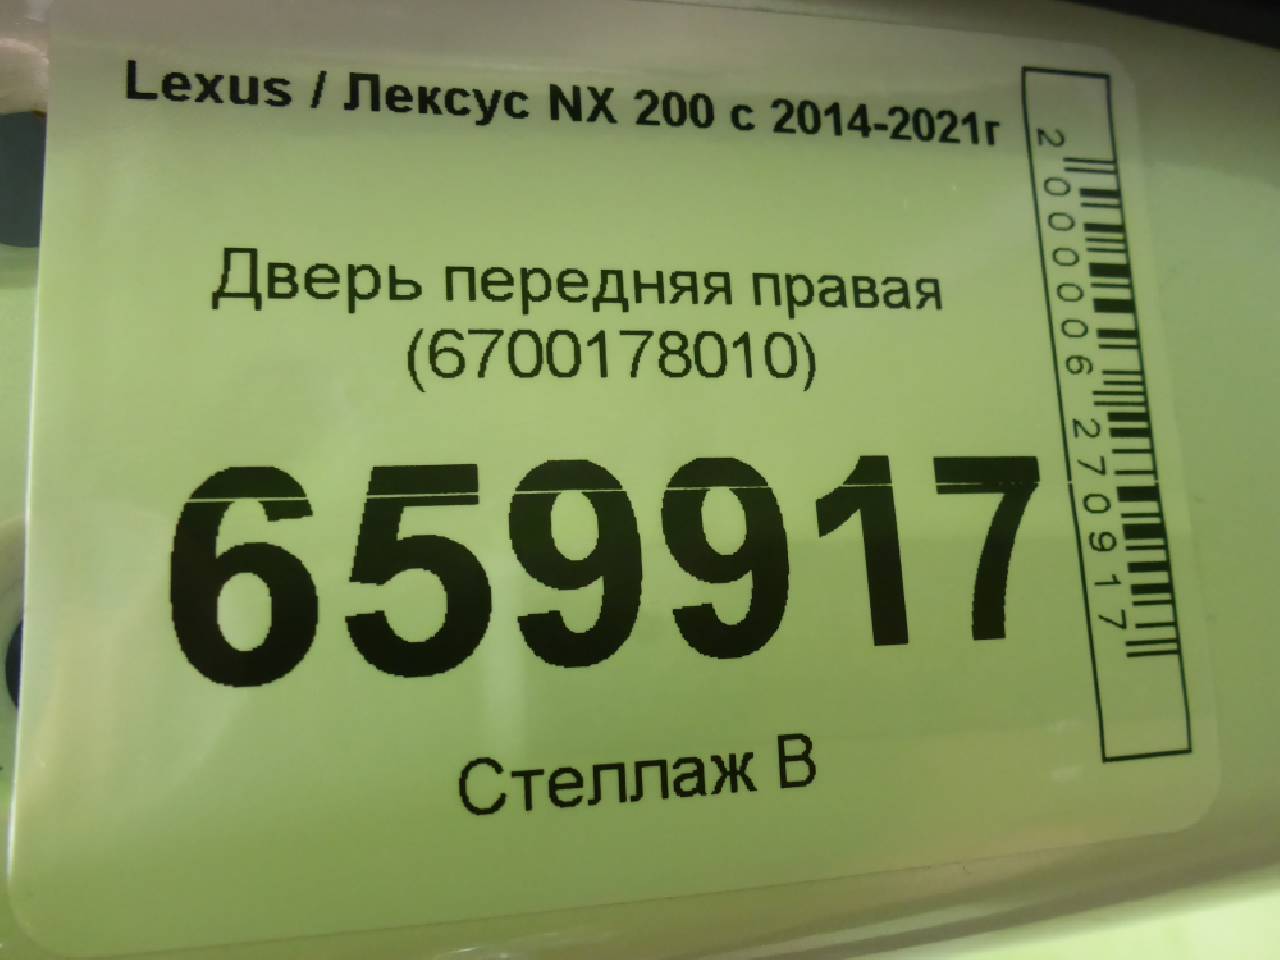 Lexus / Лексус NX 200 с 2014-2021г
Дверь передняя правая
(6700178010)
659917
Стеллаж В
2000006270917